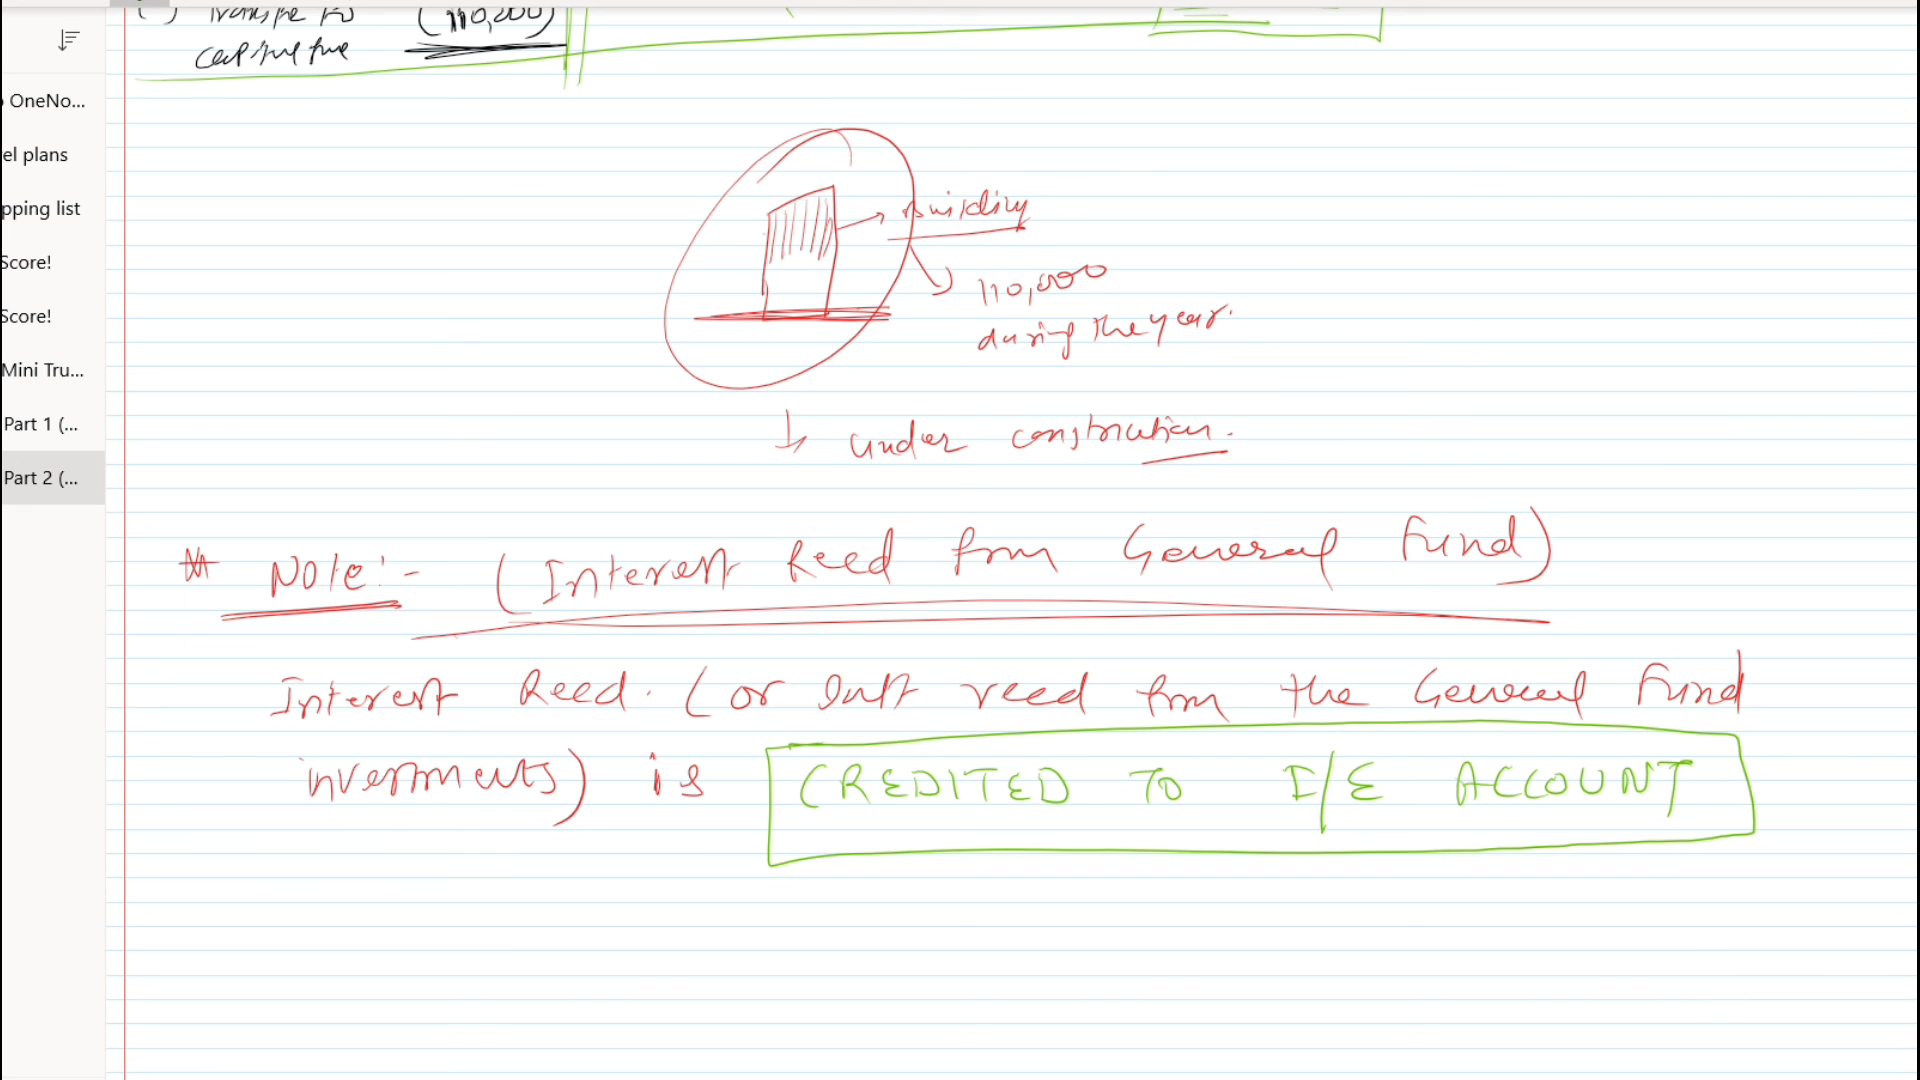 (-) Transfer to (110,000)
capital fund
OneNo...
el plans
pping list
Score!
Score!
Mini Tru...
Part 1 (...
Part 2 (...
Building
110,000
during the year.
under construction.
* Note:- (Interest Recd from General Fund)
Interest Recd. (or Int recd from the General Fund
investments) is CREDITED TO I/E ACCOUNT